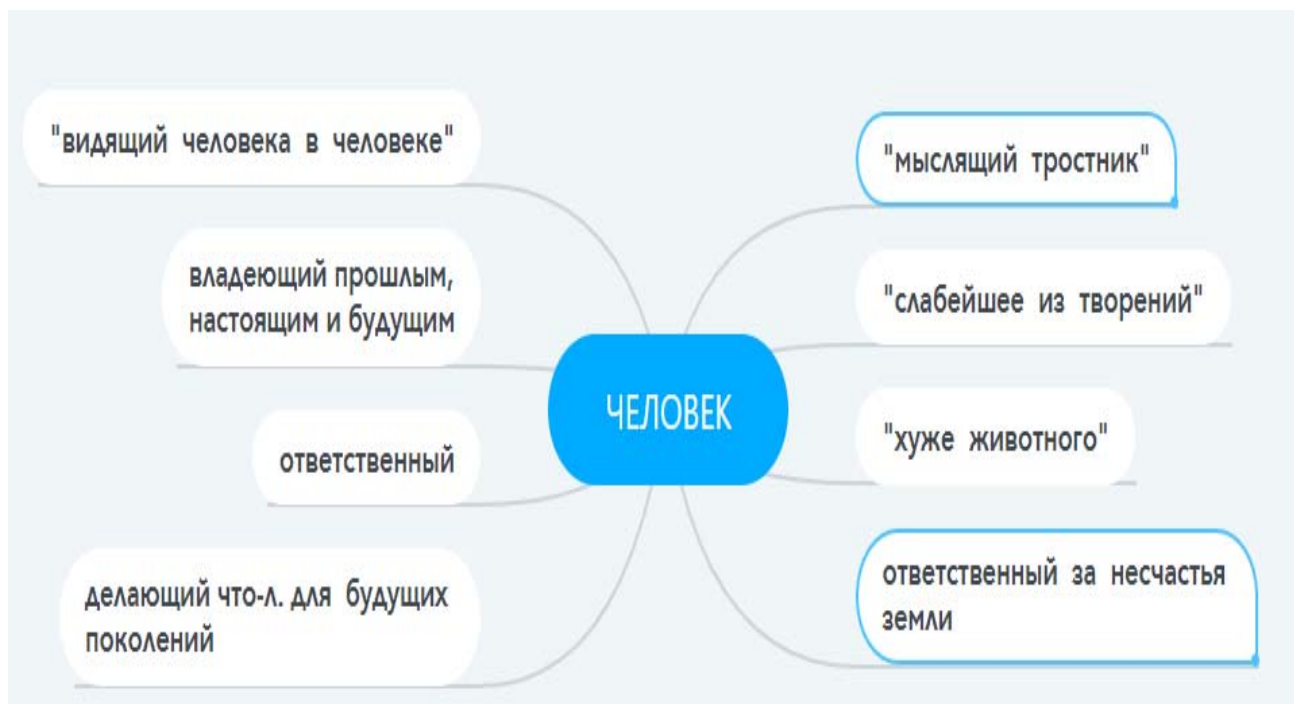 "видящий человека в человеке"
владеющий прошлым,
настоящим и будущим
ответственный
делающий что-л. для будущих
поколений
ЧЕЛОВЕК
"мыслящий тростник"
"слабейшее из творений"
"хуже животного"
ответственный за несчастья
земли